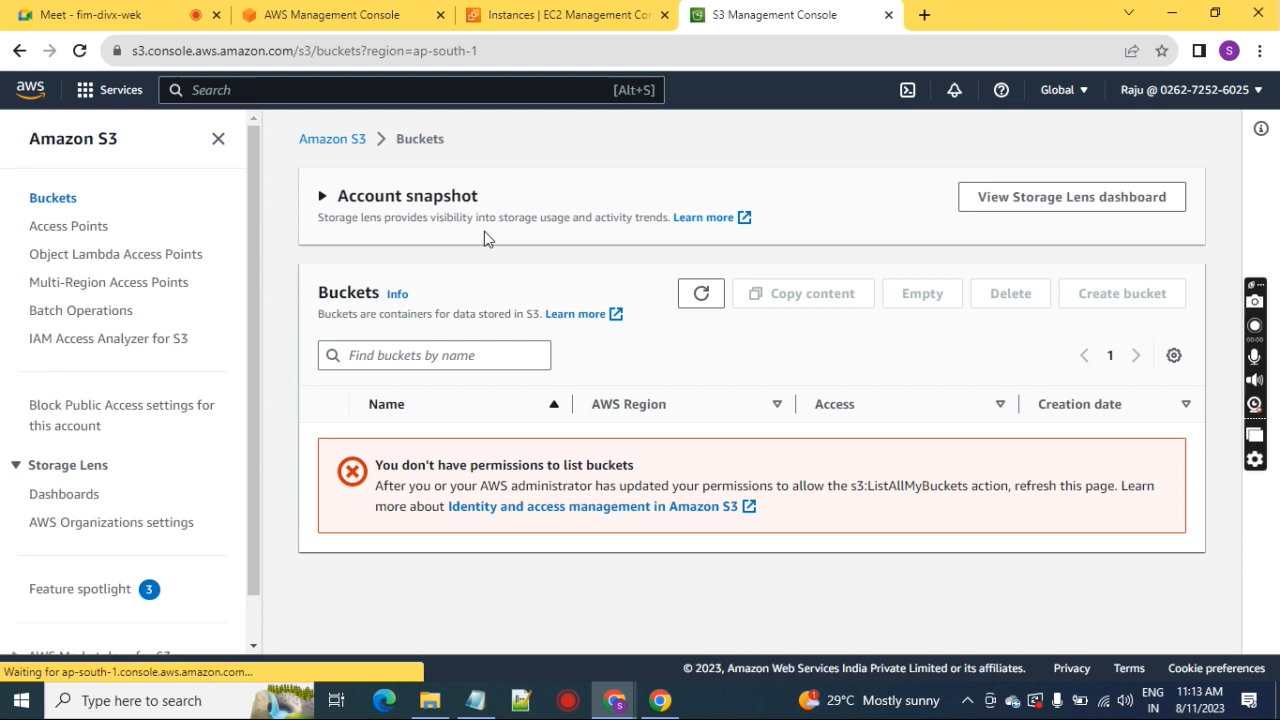 Meet - fim-divx-wek
AWS Management Console
Instances | EC2 Management Co
S3 Management Console
s3.console.aws.amazon.com/s3/buckets?region=ap-south-1
S
aws
Services
Search
[Alt+S]
Global
Raju @ 0262-7252-6025
Amazon S3
Buckets
Access Points
Object Lambda Access Points
Multi-Region Access Points
Batch Operations
IAM Access Analyzer for S3
Block Public Access settings for
this account
Storage Lens
Dashboards
AWS Organizations settings
Feature spotlight 3
Amazon S3 > Buckets
Account snapshot
Storage lens provides visibility into storage usage and activity trends. Learn more
View Storage Lens dashboard
Buckets Info
Buckets are containers for data stored in S3. Learn more
Copy content
Empty
Delete
Create bucket
Find buckets by name
1
Name
AWS Region
Access
Creation date
You don't have permissions to list buckets
After you or your AWS administrator has updated your permissions to allow the s3:ListAllMyBuckets action, refresh this page. Learn
more about Identity and access management in Amazon S3
00:00
Waiting for ap-south-1.console.aws.amazon.com...
© 2023, Amazon Web Services India Private Limited or its affiliates.
Privacy
Terms
Cookie preferences
Type here to search
29°C Mostly sunny
ENG
IN
11:13 AM
8/11/2023